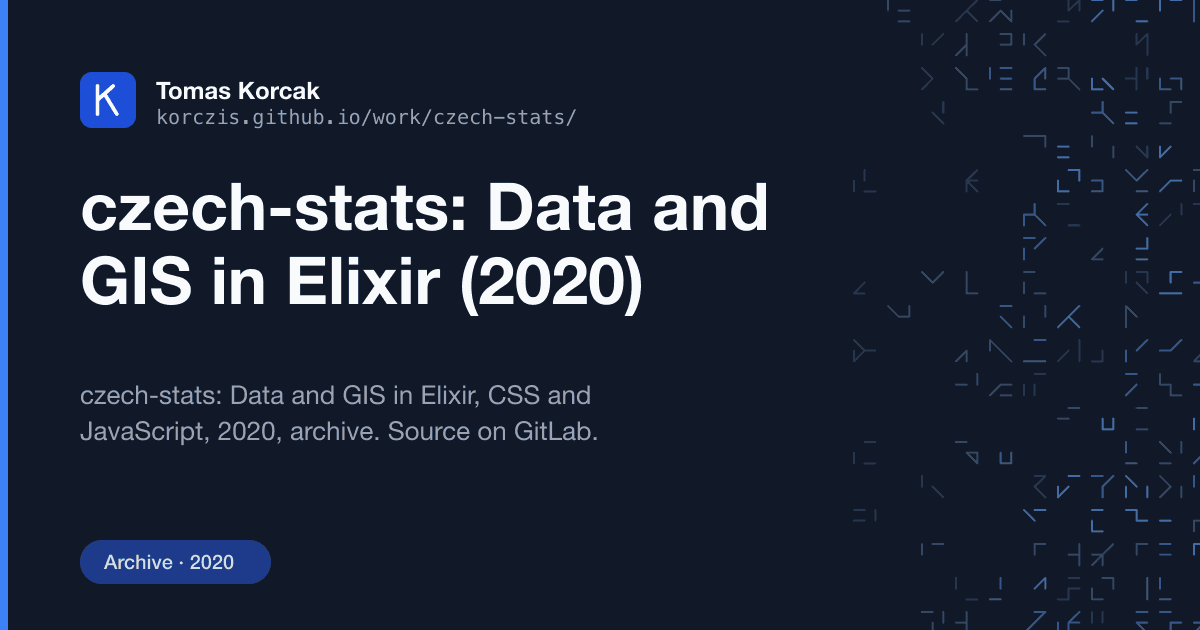 K
Tomas Korcak
korczis.github.io/work/czech-stats/
czech-stats: Data and
GIS in Elixir (2020)
czech-stats: Data and GIS in Elixir, CSS and
JavaScript, 2020, archive. Source on GitLab.
Archive · 2020